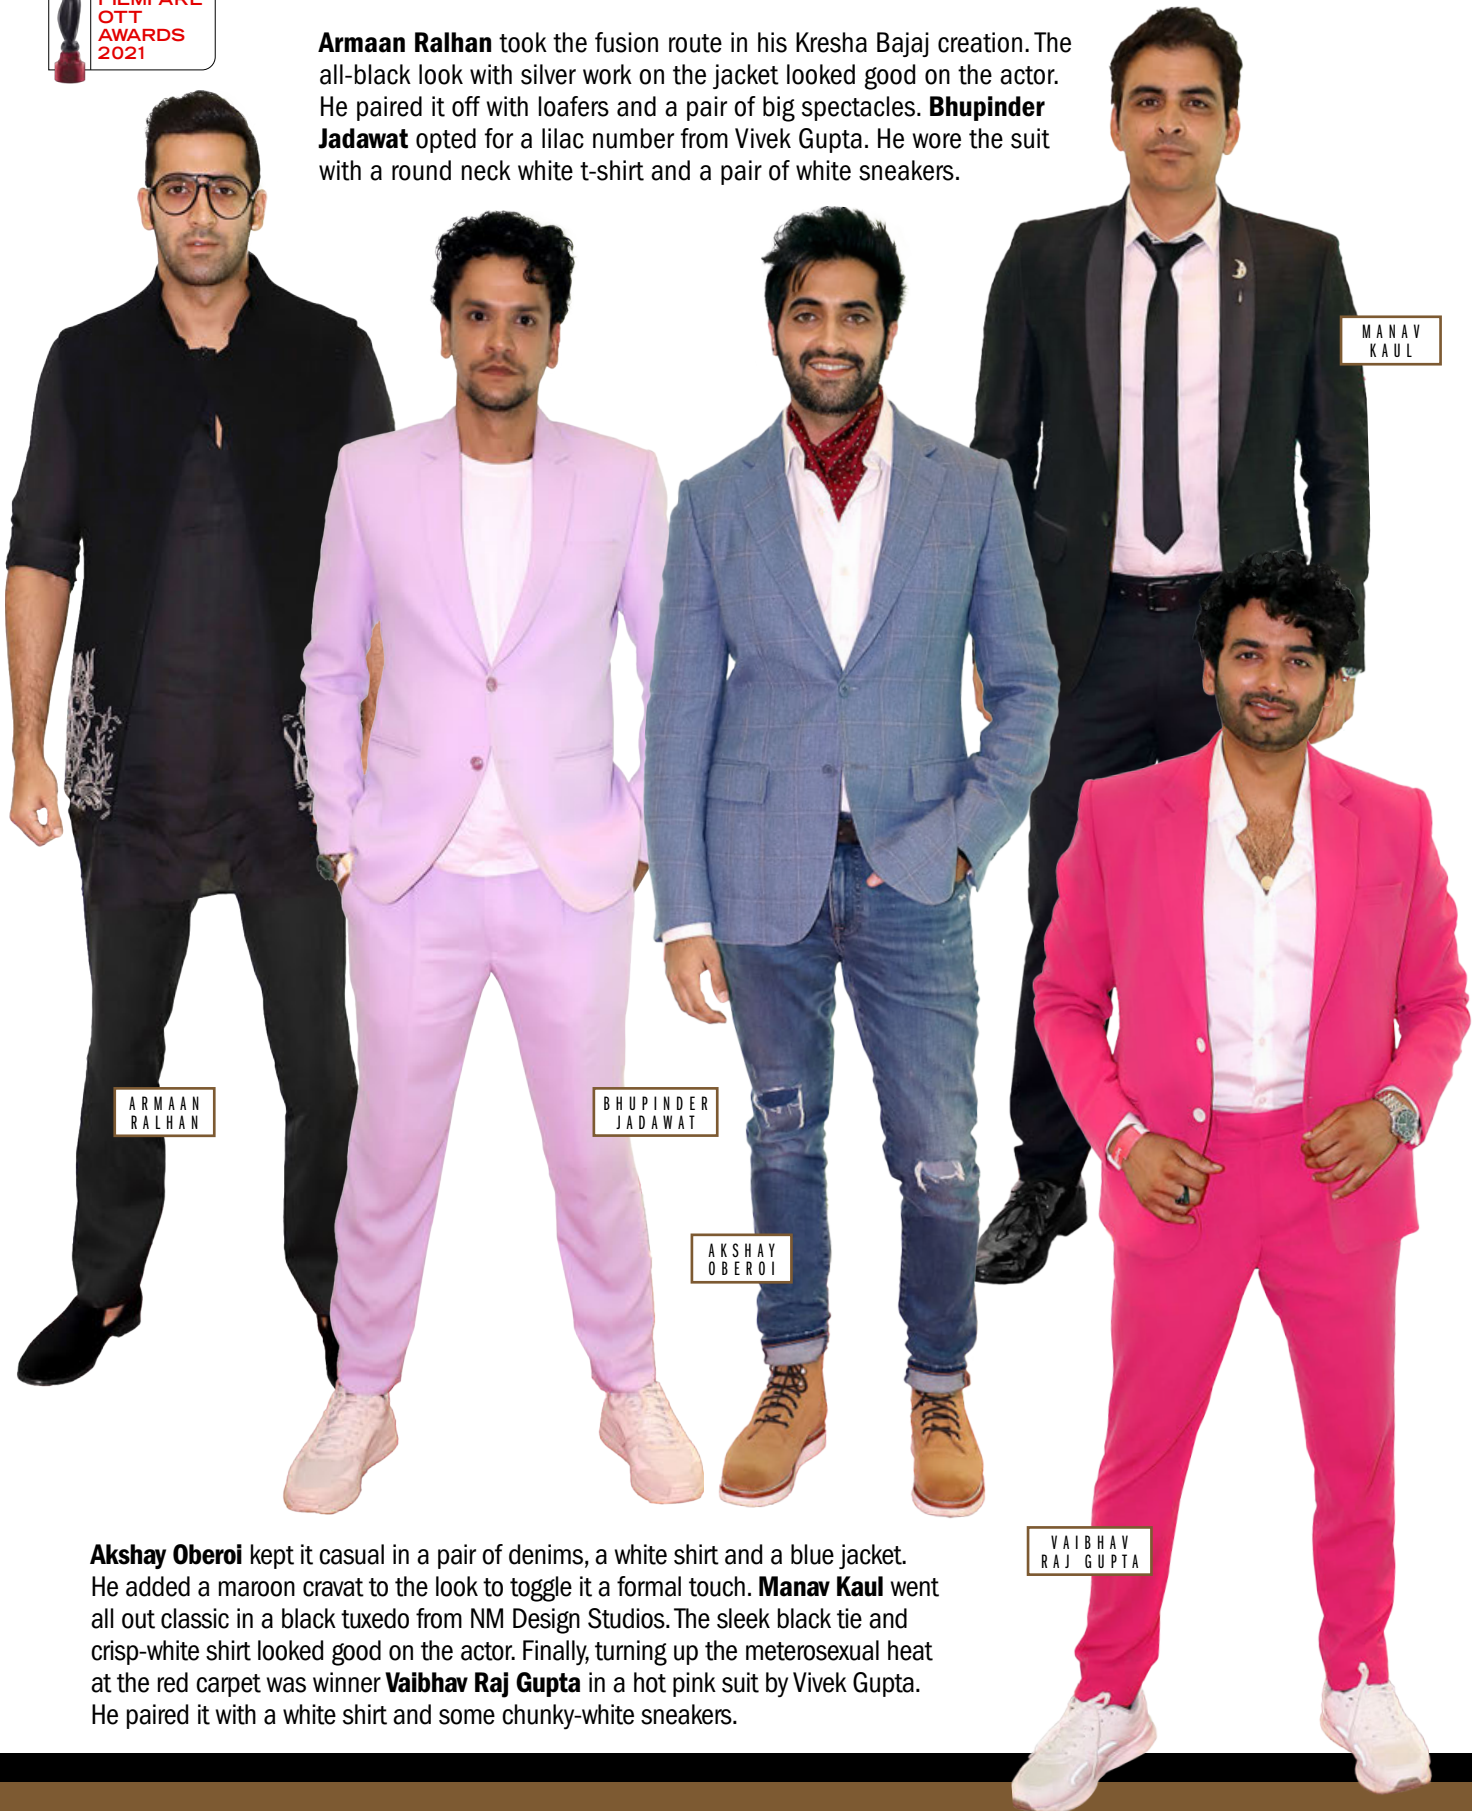 OTT
AWARDS
2021
Armaan Ralhan took the fusion route in his Kresha Bajaj creation. The
all-black look with silver work on the jacket looked good on the actor.
He paired it off with loafers and a pair of big spectacles. Bhupinder
Jadawat opted for a lilac number from Vivek Gupta. He wore the suit
with a round neck white t-shirt and a pair of white sneakers.
MANAV
KAUL
ARMAAN
RALHAN
BHUPINDER
JADAWAT
AKSHAY
OBEROI
VAIBHAV
RAJ GUPTA
Akshay Oberoi kept it casual in a pair of denims, a white shirt and a blue jacket.
He added a maroon cravat to the look to toggle it a formal touch. Manav Kaul went
all out classic in a black tuxedo from NM Design Studios. The sleek black tie and
crisp-white shirt looked good on the actor. Finally, turning up the meterosexual heat
at the red carpet was winner Vaibhav Raj Gupta in a hot pink suit by Vivek Gupta.
He paired it with a white shirt and some chunky-white sneakers.